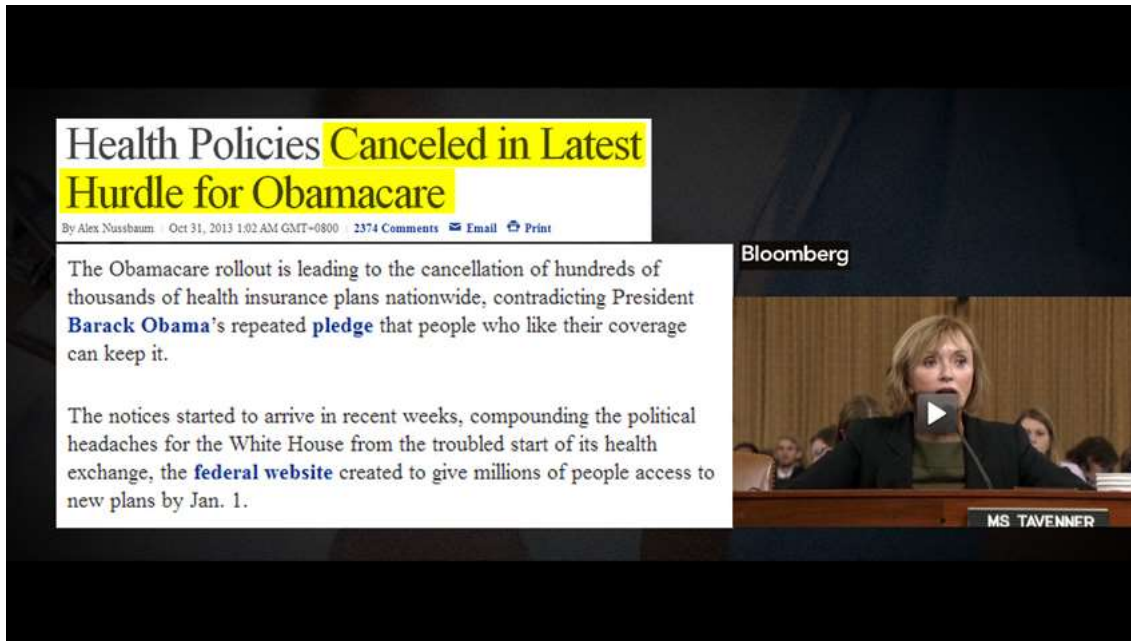 Health Policies Canceled in Latest
Hurdle for Obamacare
By Alex Nussbaum | Oct 31, 2013 1:02 AM GMT+0800 | 2374 Comments Email Print
The Obamacare rollout is leading to the cancellation of hundreds of
thousands of health insurance plans nationwide, contradicting President
Barack Obama's repeated pledge that people who like their coverage
can keep it.
The notices started to arrive in recent weeks, compounding the political
headaches for the White House from the troubled start of its health
exchange, the federal website created to give millions of people access to
new plans by Jan. 1.
Bloomberg
MS TAVENNER